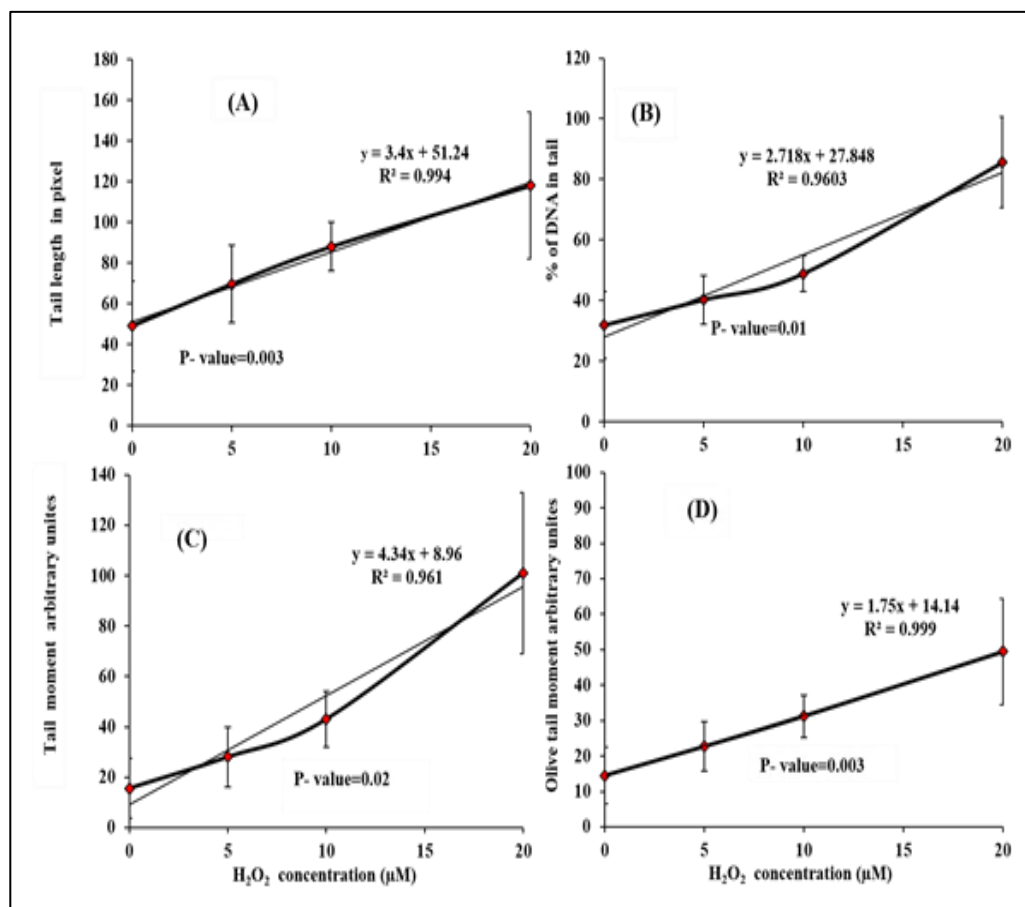 Tail length in pixel
180
160
140
120
100
80
60
40
20
0
(A)
y = 3.4x + 51.24
R² = 0.994
P- value=0.003
0 5 10 15 20
% of DNA in tail
120
100
80
60
40
20
0
(B)
y = 2.718x + 27.848
R² = 0.9603
P- value=0.01
0 5 10 15 20
Tail moment arbitrary unites
140
120
100
80
60
40
20
0
(C)
y = 4.34x + 8.96
R² = 0.961
P- value=0.02
0 5 10 15 20
H₂O₂ concentration (µM)
Olive tail moment arbitrary unites
100
90
80
70
60
50
40
30
20
10
0
(D)
y = 1.75x + 14.14
R² = 0.999
P- value=0.003
0 5 10 15 20
H₂O₂ concentration (µM)